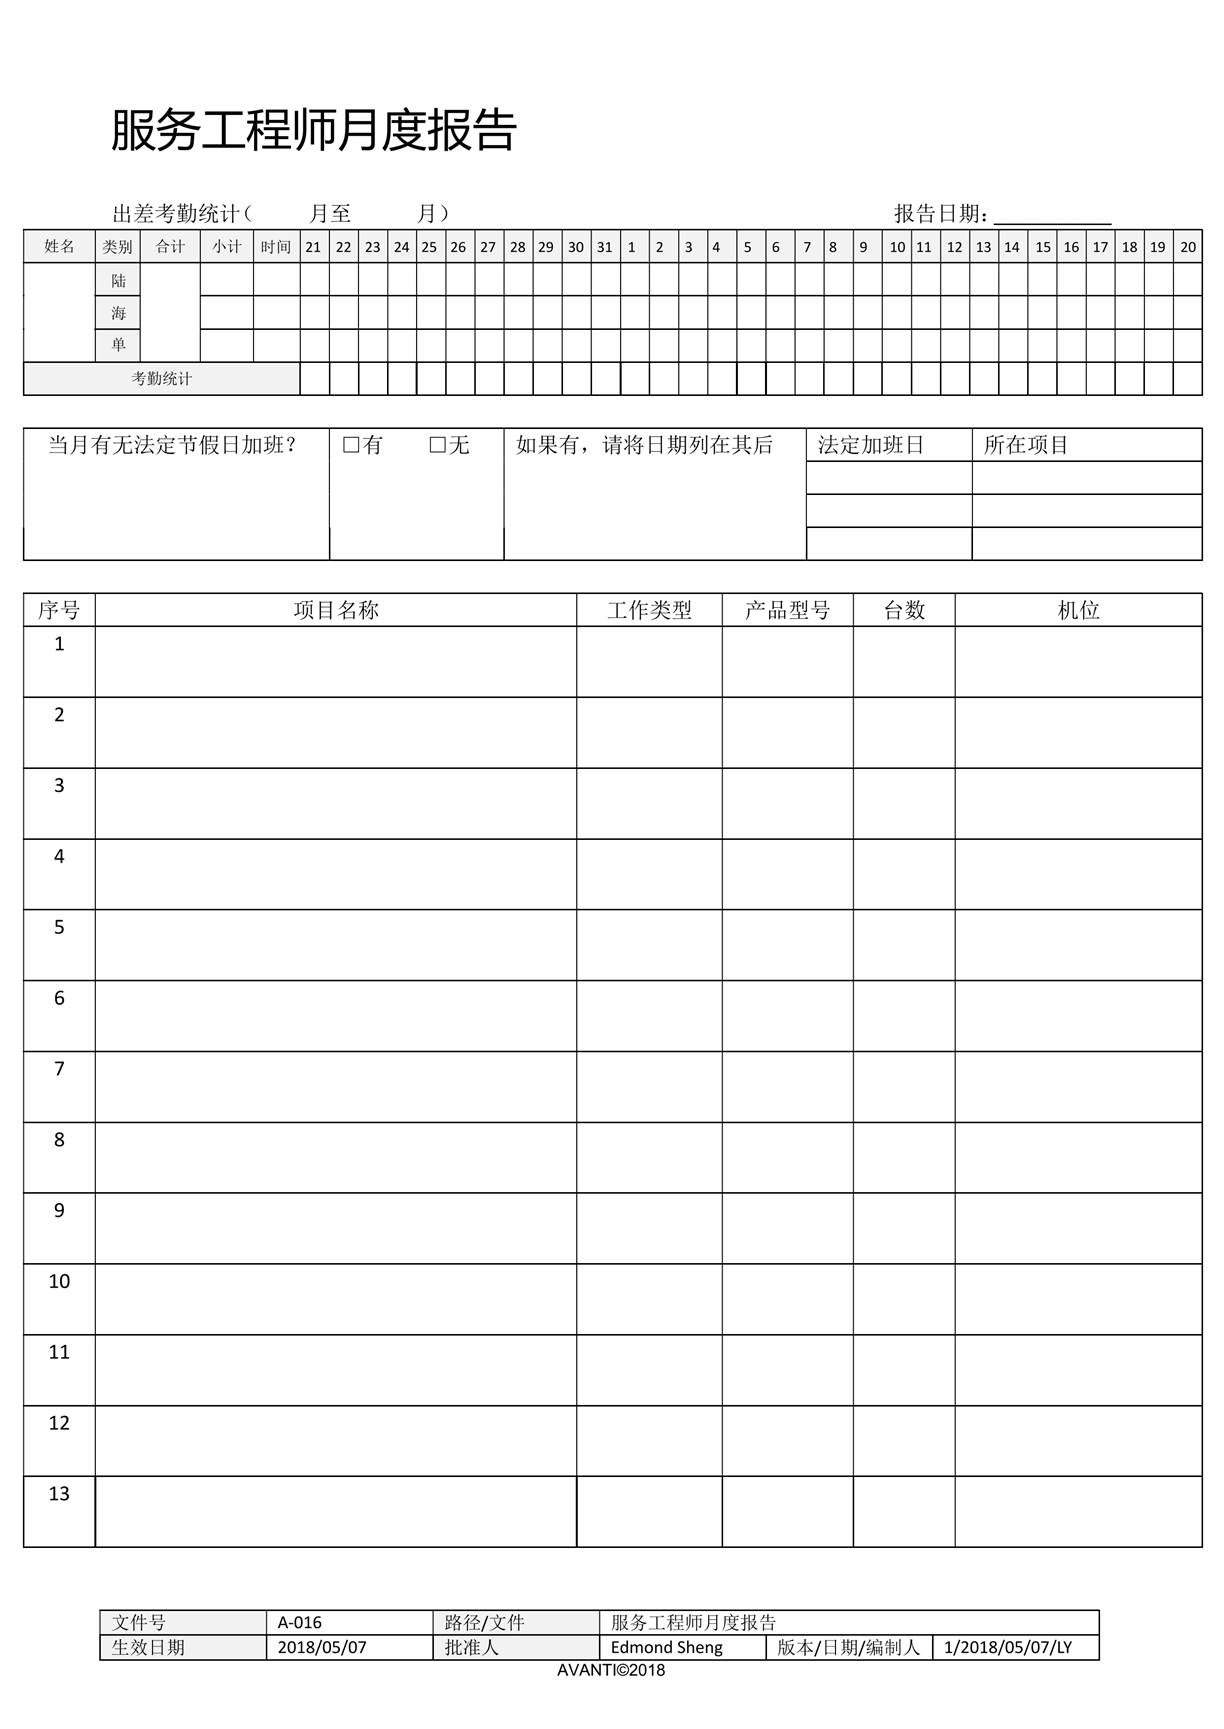 服务工程师月度报告
出差考勤统计（ 月至 月） 报告日期：___________
姓名 类别 合计 小计 时间 21 22 23 24 25 26 27 28 29 30 31 1 2 3 4 5 6 7 8 9 10 11 12 13 14 15 16 17 18 19 20
陆
海
单
考勤统计
当月有无法定节假日加班？ □有 □无 如果有，请将日期列在其后 法定加班日 所在项目
序号 项目名称 工作类型 产品型号 台数 机位
1
2
3
4
5
6
7
8
9
10
11
12
13
文件号 A-016 路径/文件 服务工程师月度报告
生效日期 2018/05/07 批准人 Edmond Sheng 版本/日期/编制人 1/2018/05/07/LY
AVANTI©2018